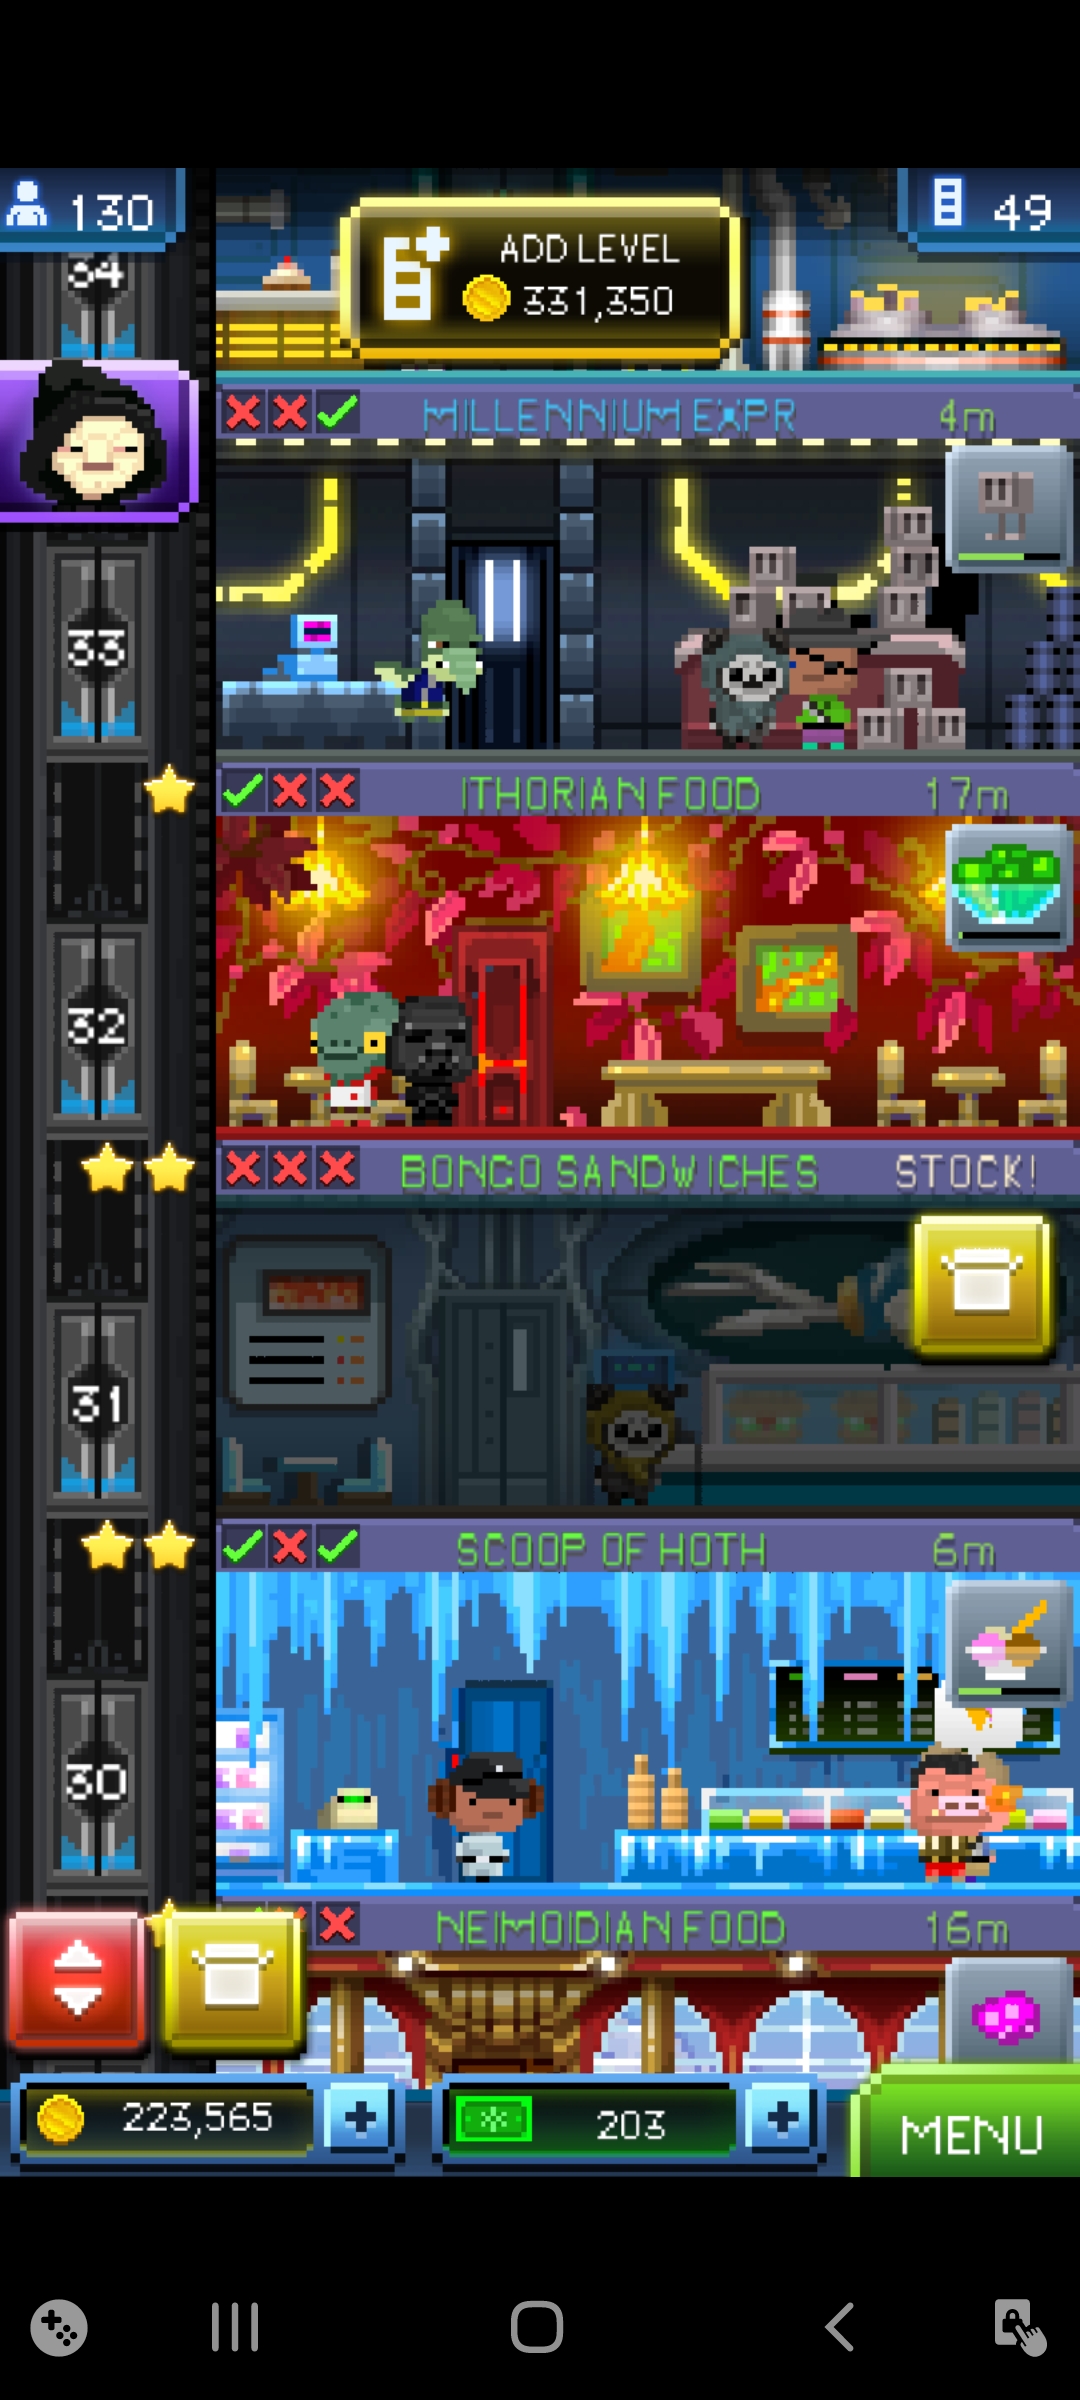 130
49
ADD LEVEL
331,350
34
MILLENNIUM EXPR 4m
33
ITHORIAN FOOD 17m
32
BONGO SANDWICHES STOCK!
31
SCOOP OF HOTH 6m
30
NEIMOIDIAN FOOD 16m
223,565
203
MENU